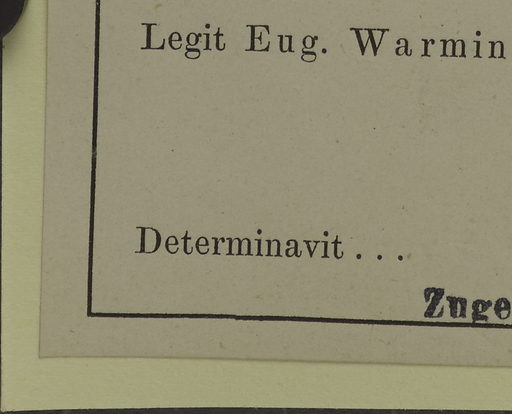 Legit Eug. Warmin
Determinavit . . .
Zuge